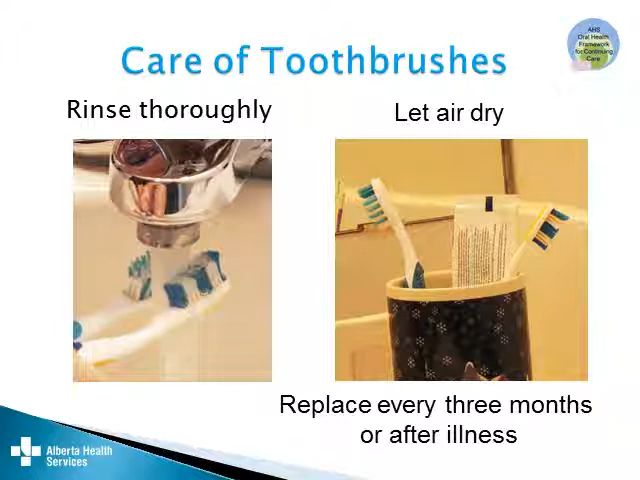 Care of Toothbrushes
AHS
Oral Health
Framework
for Continuing
Care
Rinse thoroughly
Let air dry
Replace every three months
or after illness
Alberta Health
Services